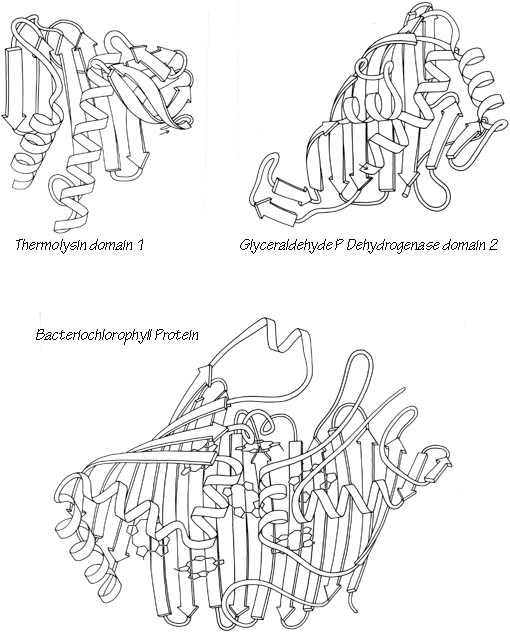 Thermolysin domain 1
Glyceraldehyde P Dehydrogenase domain 2
Bacteriochlorophyll Protein